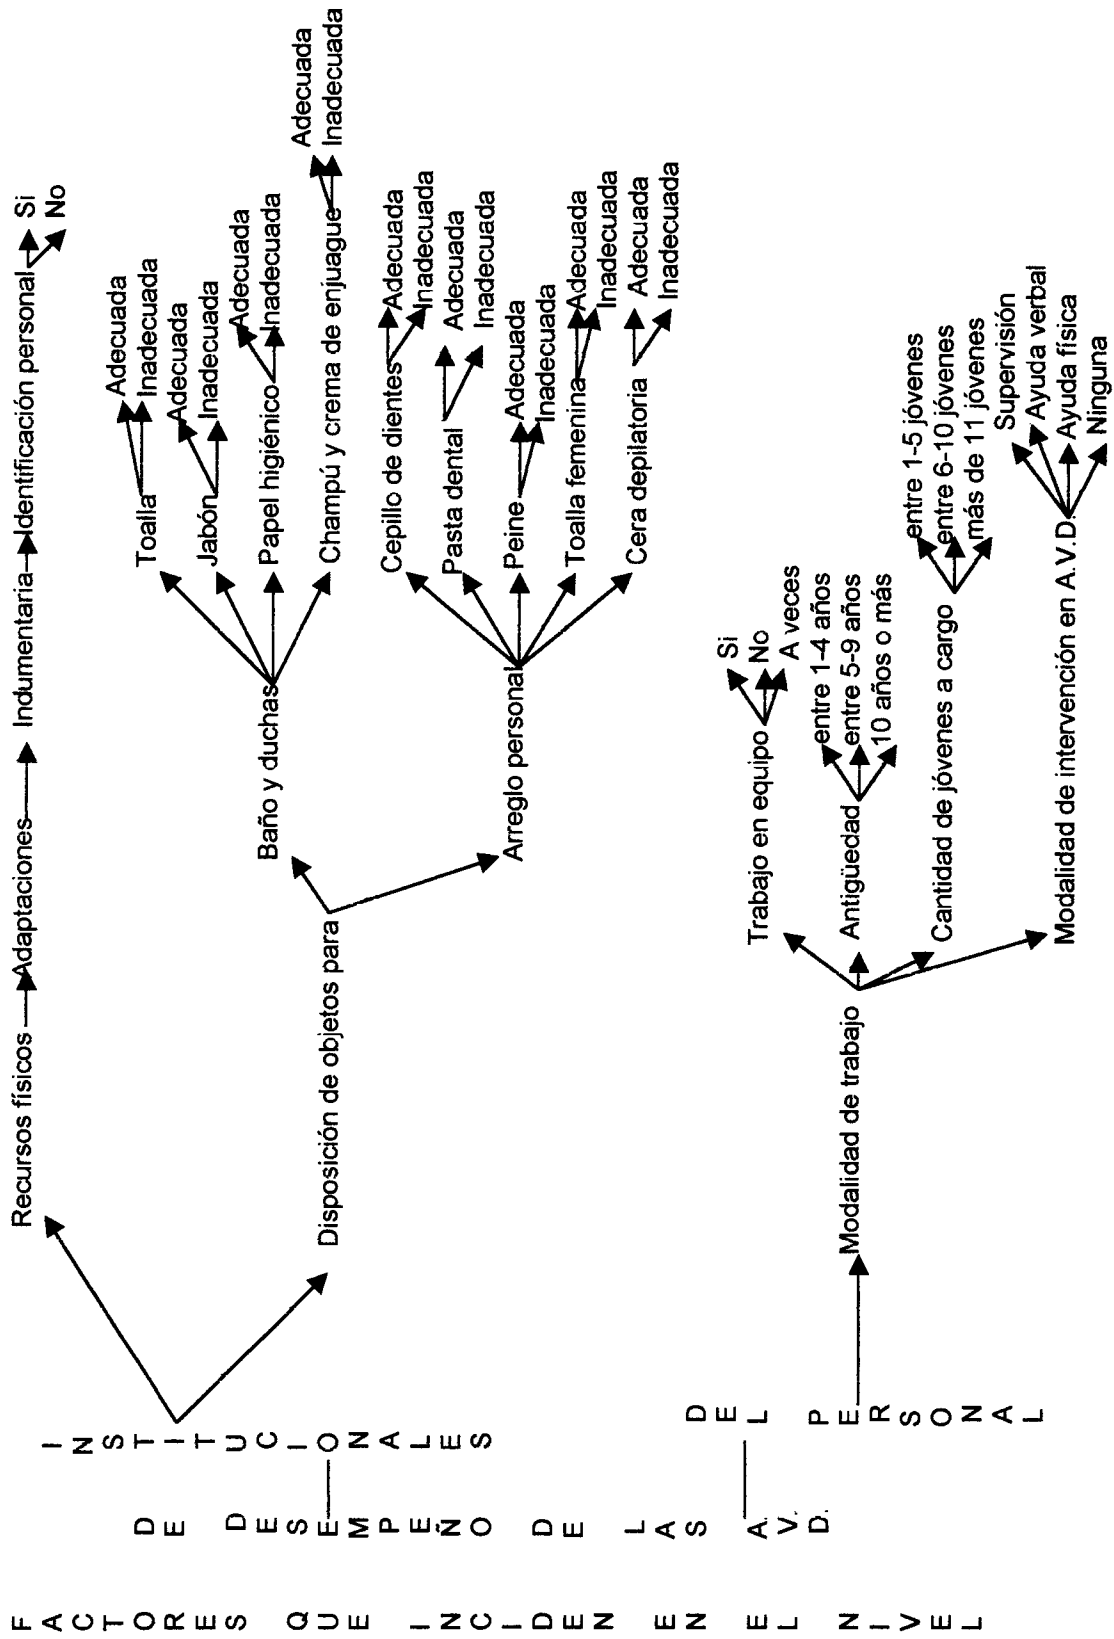 FACTORES QUE INCIDEN EN EL NIVEL
DE DESEMPEÑO DE LAS A.V.D.
INSTITUCIONALES
Recursos físicos
Adaptaciones
Indumentaria
Identificación personal
Si
No
Disposición de objetos para
Baño y duchas
Toalla
Adecuada
Inadecuada
Jabón
Adecuada
Inadecuada
Papel higiénico
Adecuada
Inadecuada
Champú y crema de enjuague
Adecuada
Inadecuada
Arreglo personal
Cepillo de dientes
Adecuada
Inadecuada
Pasta dental
Adecuada
Inadecuada
Peine
Adecuada
Inadecuada
Toalla femenina
Adecuada
Inadecuada
Cera depilatoria
Adecuada
Inadecuada
DEL PERSONAL
Modalidad de trabajo
Trabajo en equipo
Si
No
A veces
Antigüedad
entre 1-4 años
entre 5-9 años
10 años o más
Cantidad de jóvenes a cargo
entre 1-5 jóvenes
entre 6-10 jóvenes
más de 11 jóvenes
Modalidad de intervención en A.V.D.
Supervisión
Ayuda verbal
Ayuda física
Ninguna